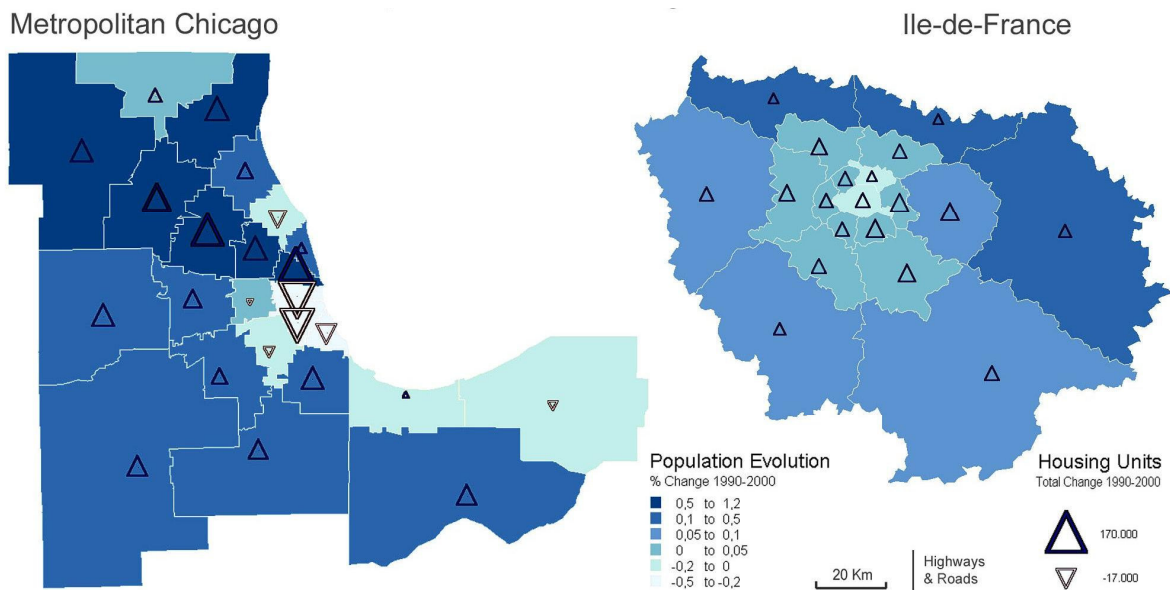 Metropolitan Chicago
Ile-de-France
Population Evolution
% Change 1990-2000
0,5 to 1,2
0,1 to 0,5
0,05 to 0,1
0 to 0,05
-0,2 to 0
-0,5 to -0,2
20 Km
Highways
& Roads
Housing Units
Total Change 1990-2000
170.000
-17.000